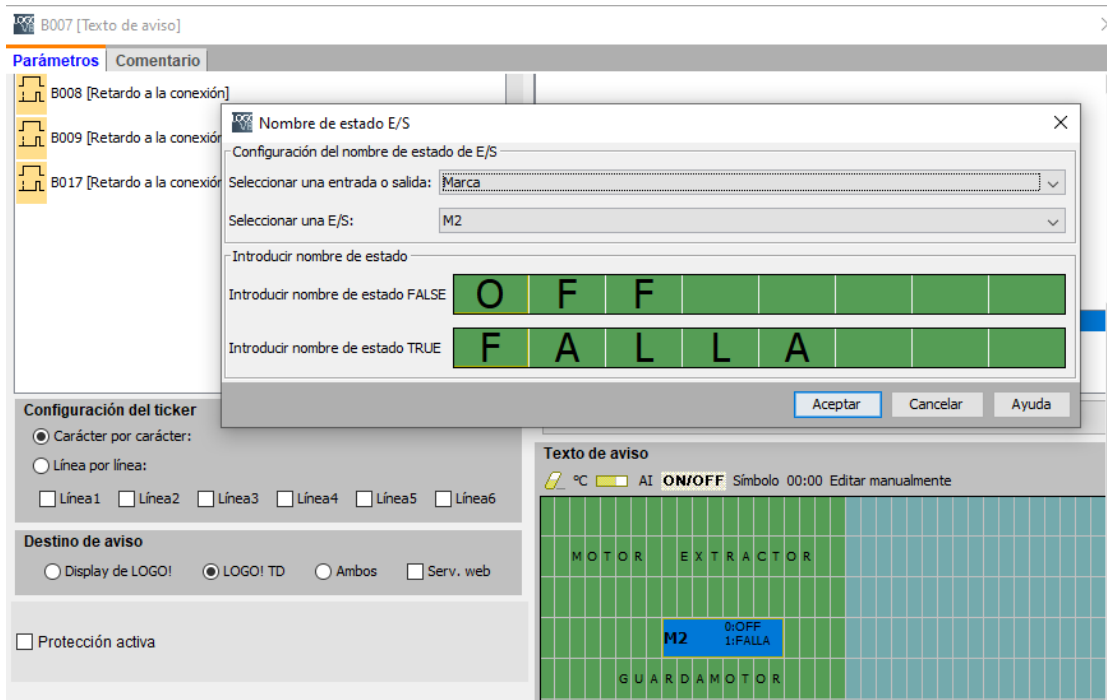 B007 [Texto de aviso]
Parámetros Comentario
B008 [Retardo a la conexión]
B009 [Retardo a la conexión
B017 [Retardo a la conexión
Nombre de estado E/S
Configuración del nombre de estado de E/S
Seleccionar una entrada o salida: Marca
Seleccionar una E/S: M2
Introducir nombre de estado
Introducir nombre de estado FALSE OFF
Introducir nombre de estado TRUE FALLA
Aceptar Cancelar Ayuda
Configuración del ticker
Carácter por carácter:
Línea por línea:
Línea1 Línea2 Línea3 Línea4 Línea5 Línea6
Destino de aviso
Display de LOGO! LOGO! TD Ambos Serv. web
Protección activa
Texto de aviso
°C AI ON/OFF Símbolo 00:00 Editar manualmente
MOTOR EXTRACTOR
M2 0:OFF
1:FALLA
GUARDAMOTOR